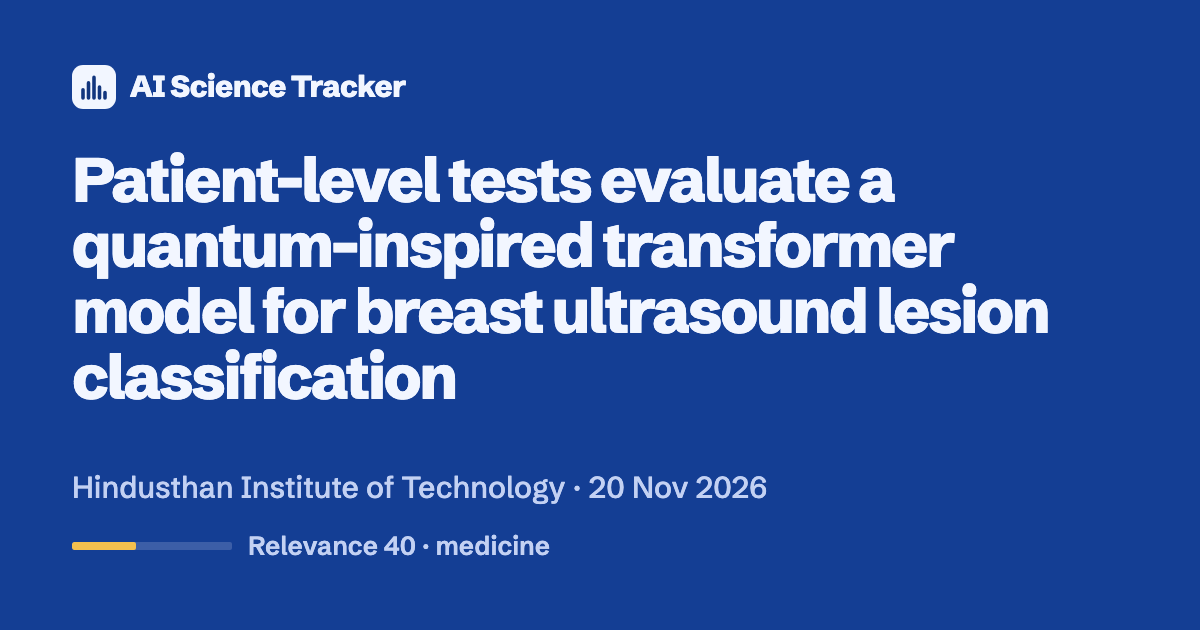 AI Science Tracker
Patient-level tests evaluate a
quantum-inspired transformer
model for breast ultrasound lesion
classification
Hindusthan Institute of Technology · 20 Nov 2026
Relevance 40 · medicine